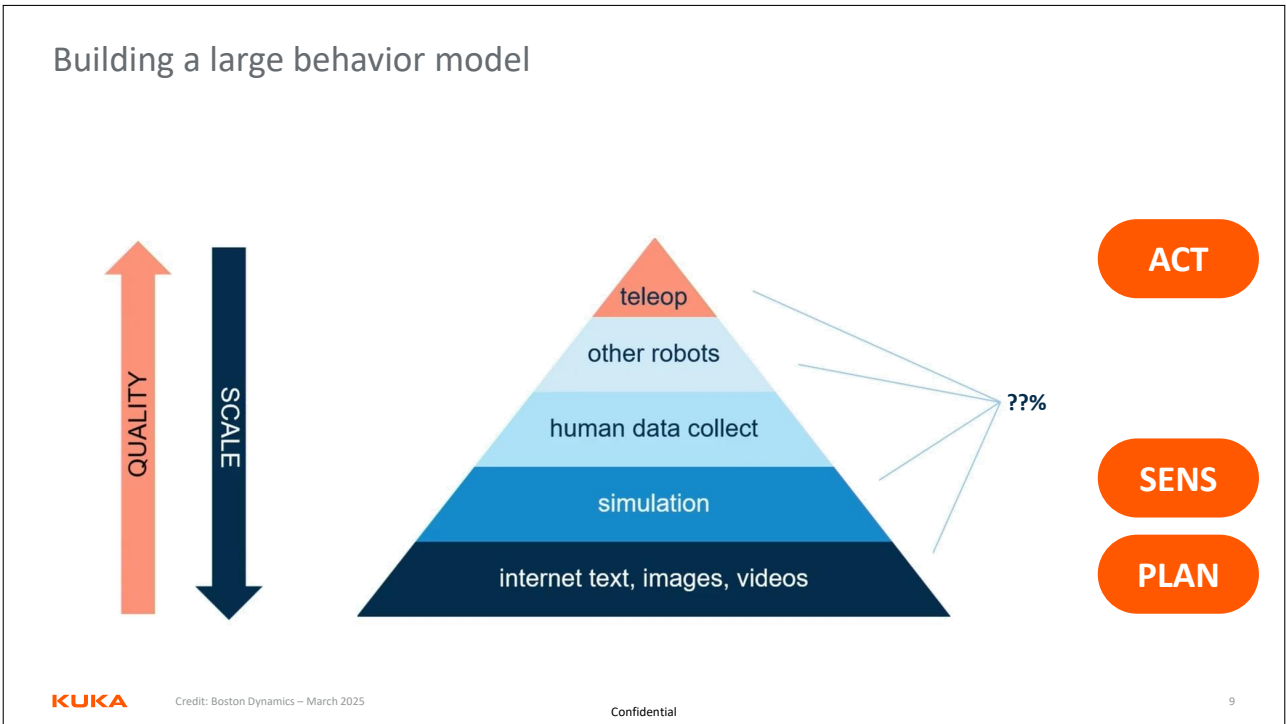 Building a large behavior model
QUALITY
SCALE
teleop
other robots
human data collect
simulation
internet text, images, videos
??%
ACT
SENS
PLAN
KUKA
Credit: Boston Dynamics – March 2025
Confidential
9